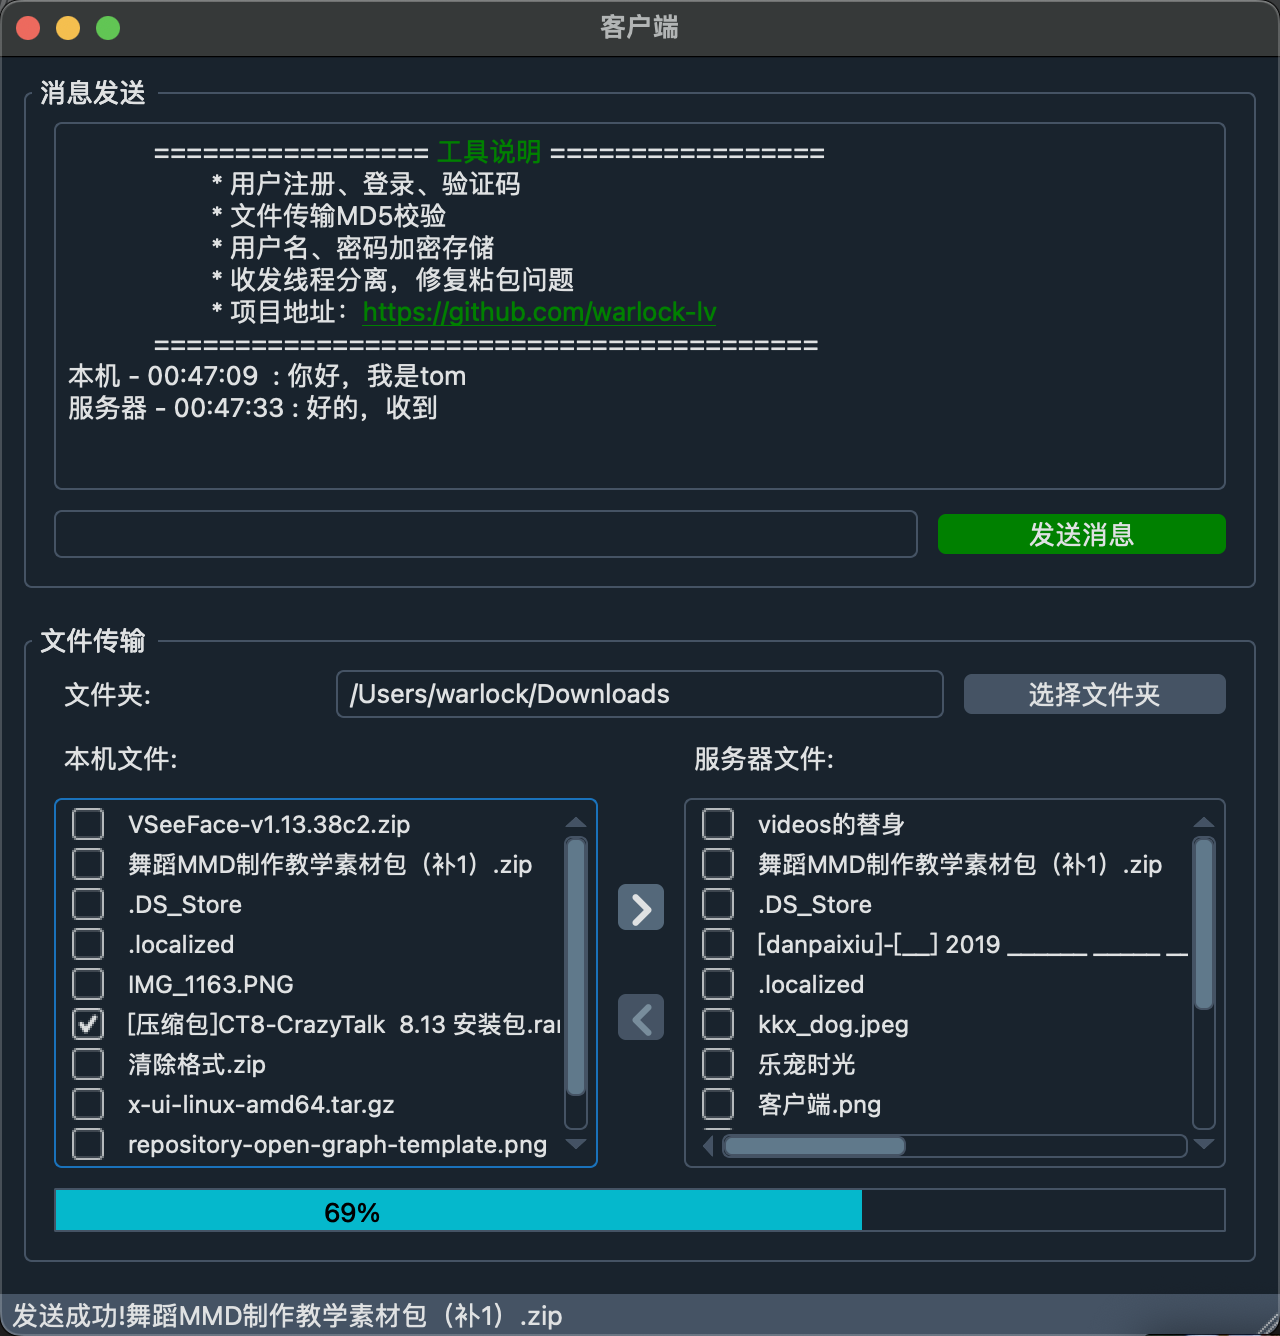 客户端
消息发送
================= 工具说明 =================
* 用户注册、登录、验证码
* 文件传输MD5校验
* 用户名、密码加密存储
* 收发线程分离，修复粘包问题
* 项目地址：https://github.com/warlock-lv
=========================================
本机 - 00:47:09 : 你好，我是tom
服务器 - 00:47:33 : 好的，收到
发送消息
文件传输
文件夹: /Users/warlock/Downloads 选择文件夹
本机文件:
VSeeFace-v1.13.38c2.zip
舞蹈MMD制作教学素材包（补1）.zip
.DS_Store
.localized
IMG_1163.PNG
[压缩包]CT8-CrazyTalk 8.13 安装包.rar
清除格式.zip
x-ui-linux-amd64.tar.gz
repository-open-graph-template.png
服务器文件:
videos的替身
舞蹈MMD制作教学素材包（补1）.zip
.DS_Store
[danpaixiu]-[__] 2019 ______ _____ __
.localized
kkx_dog.jpeg
乐宠时光
客户端.png
69%
发送成功!舞蹈MMD制作教学素材包（补1）.zip